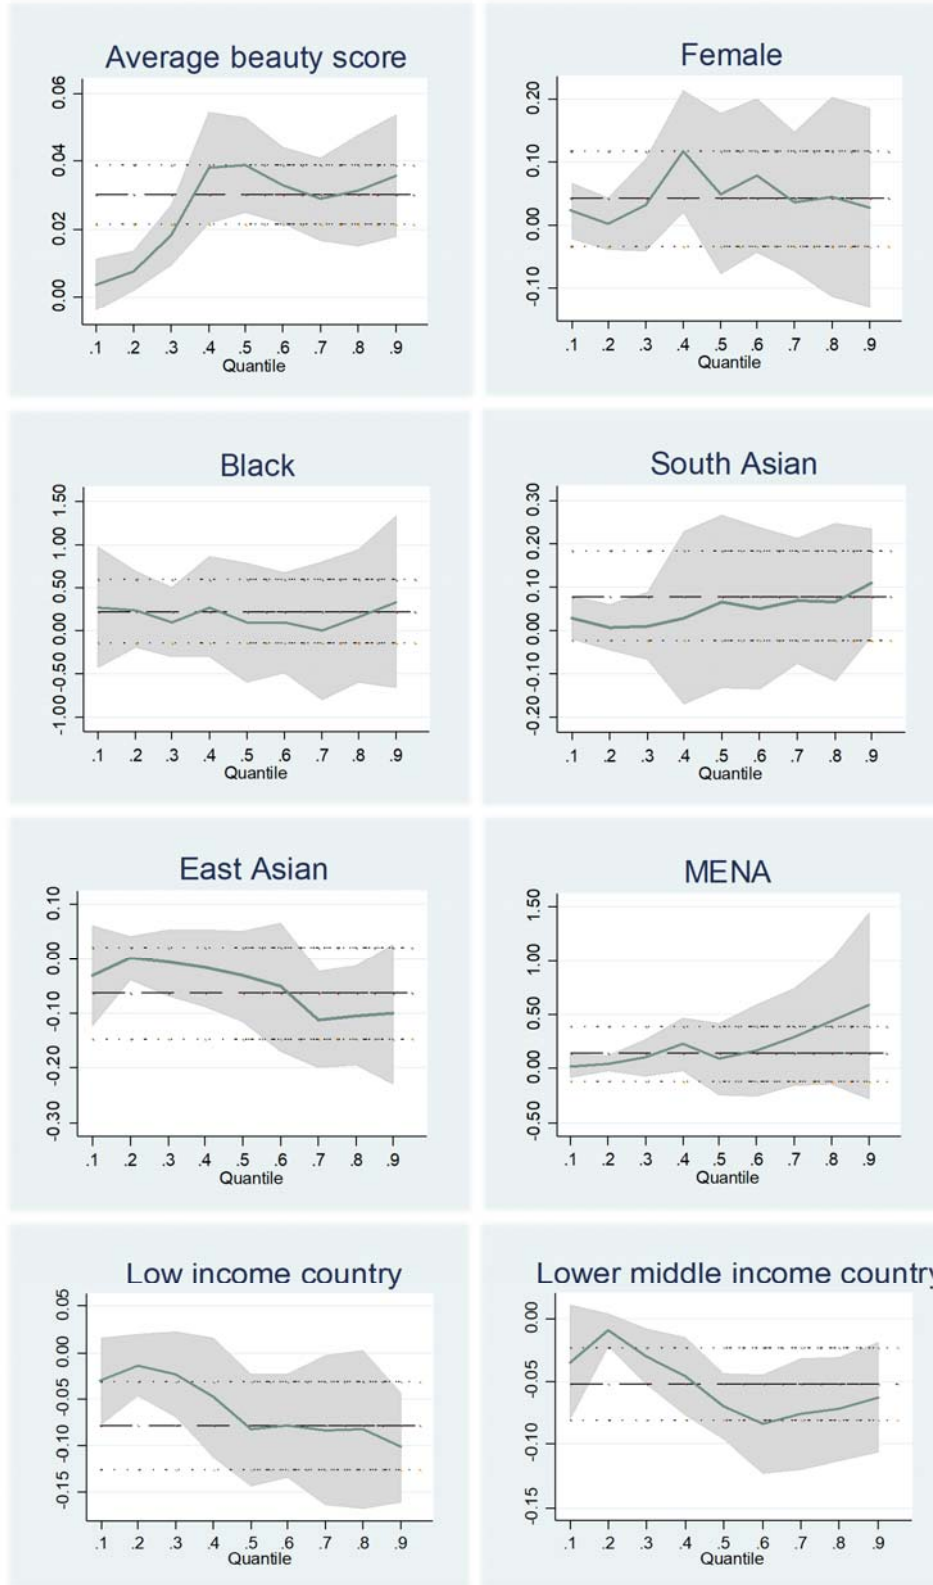 Average beauty score
0.06
0.04
0.02
0.00
.1 .2 .3 .4 .5 .6 .7 .8 .9
Quantile
Female
0.20
0.10
0.00
-0.10
.1 .2 .3 .4 .5 .6 .7 .8 .9
Quantile
Black
1.50
1.00
0.50
0.00
-0.50
-1.00
.1 .2 .3 .4 .5 .6 .7 .8 .9
Quantile
South Asian
0.30
0.20
0.10
0.00
-0.10
-0.20
.1 .2 .3 .4 .5 .6 .7 .8 .9
Quantile
East Asian
0.10
0.00
-0.10
-0.20
-0.30
.1 .2 .3 .4 .5 .6 .7 .8 .9
Quantile
MENA
1.50
1.00
0.50
0.00
-0.50
.1 .2 .3 .4 .5 .6 .7 .8 .9
Quantile
Low income country
0.05
0.00
-0.05
-0.10
-0.15
.1 .2 .3 .4 .5 .6 .7 .8 .9
Quantile
Lower middle income country
0.00
-0.05
-0.10
-0.15
.1 .2 .3 .4 .5 .6 .7 .8 .9
Quantile